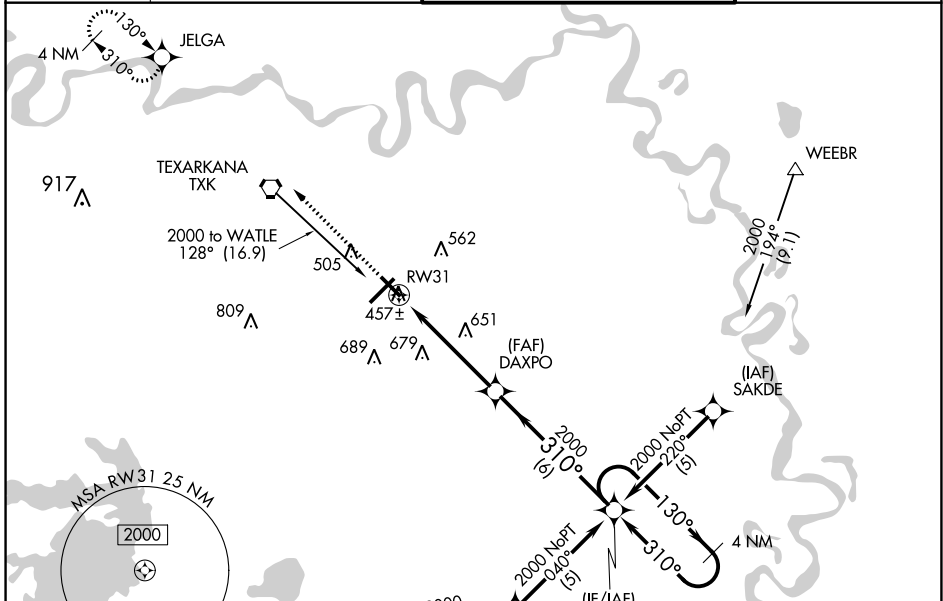 130°
JELGA
4 NM
310°
WEEBR
TEXARKANA
TXK
917
2000
194°
(9.1)
2000 to WATLE
128° (16.9)
562
505
RW31
809
457±
651
689
679
(FAF)
DAXPO
(IAF)
SAKDE
2000
310°
(6)
2000 NoPT
220°
(5)
MSA RW31 25 NM
2000
130°
4 NM
310°
2000 NoPT
040°
(5)
(IF/IAF)